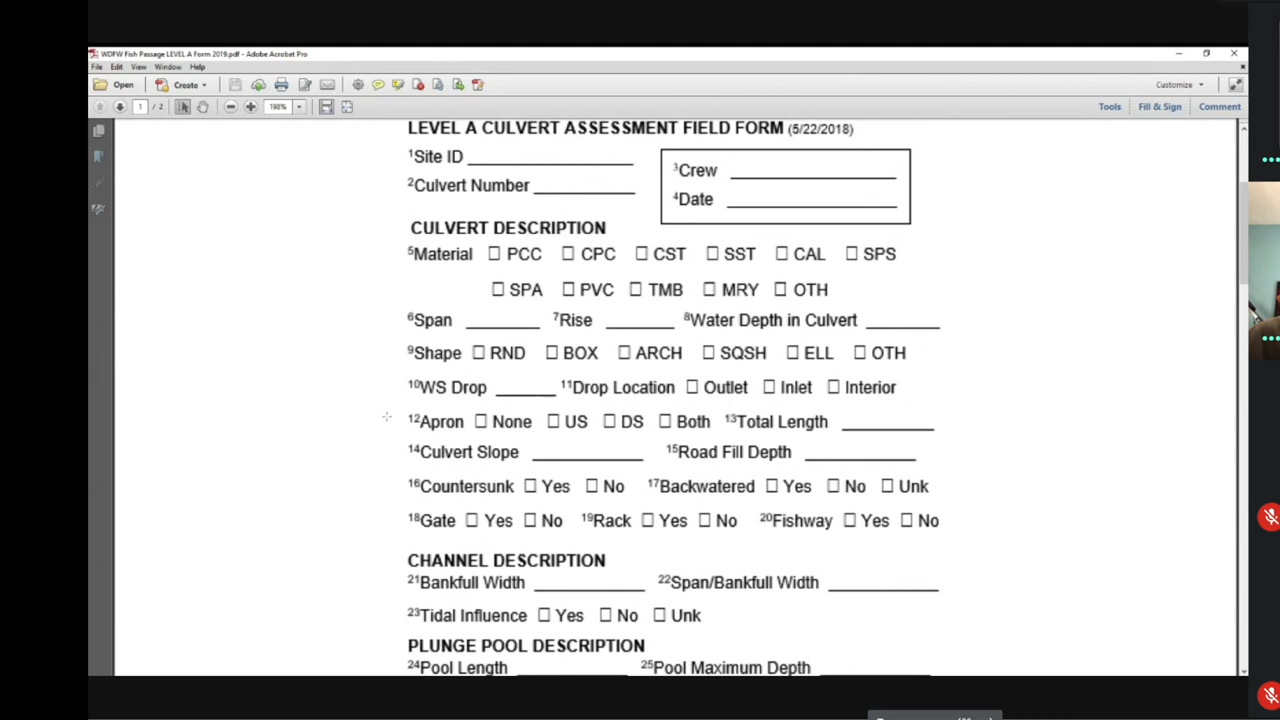 WDFW Fish Passage LEVEL A Form 2019.pdf - Adobe Acrobat Pro
File Edit View Window Help
Open Create Customize
1 / 2 198% Tools Fill & Sign Comment
LEVEL A CULVERT ASSESSMENT FIELD FORM (5/22/2018)
1Site ID
3Crew
2Culvert Number
4Date
CULVERT DESCRIPTION
5Material ☐ PCC ☐ CPC ☐ CST ☐ SST ☐ CAL ☐ SPS
☐ SPA ☐ PVC ☐ TMB ☐ MRY ☐ OTH
6Span 7Rise 8Water Depth in Culvert
9Shape ☐ RND ☐ BOX ☐ ARCH ☐ SQSH ☐ ELL ☐ OTH
10WS Drop 11Drop Location ☐ Outlet ☐ Inlet ☐ Interior
12Apron ☐ None ☐ US ☐ DS ☐ Both 13Total Length
14Culvert Slope 15Road Fill Depth
16Countersunk ☐ Yes ☐ No 17Backwatered ☐ Yes ☐ No ☐ Unk
18Gate ☐ Yes ☐ No 19Rack ☐ Yes ☐ No 20Fishway ☐ Yes ☐ No
CHANNEL DESCRIPTION
21Bankfull Width 22Span/Bankfull Width
23Tidal Influence ☐ Yes ☐ No ☐ Unk
PLUNGE POOL DESCRIPTION
24Pool Length 25Pool Maximum Depth